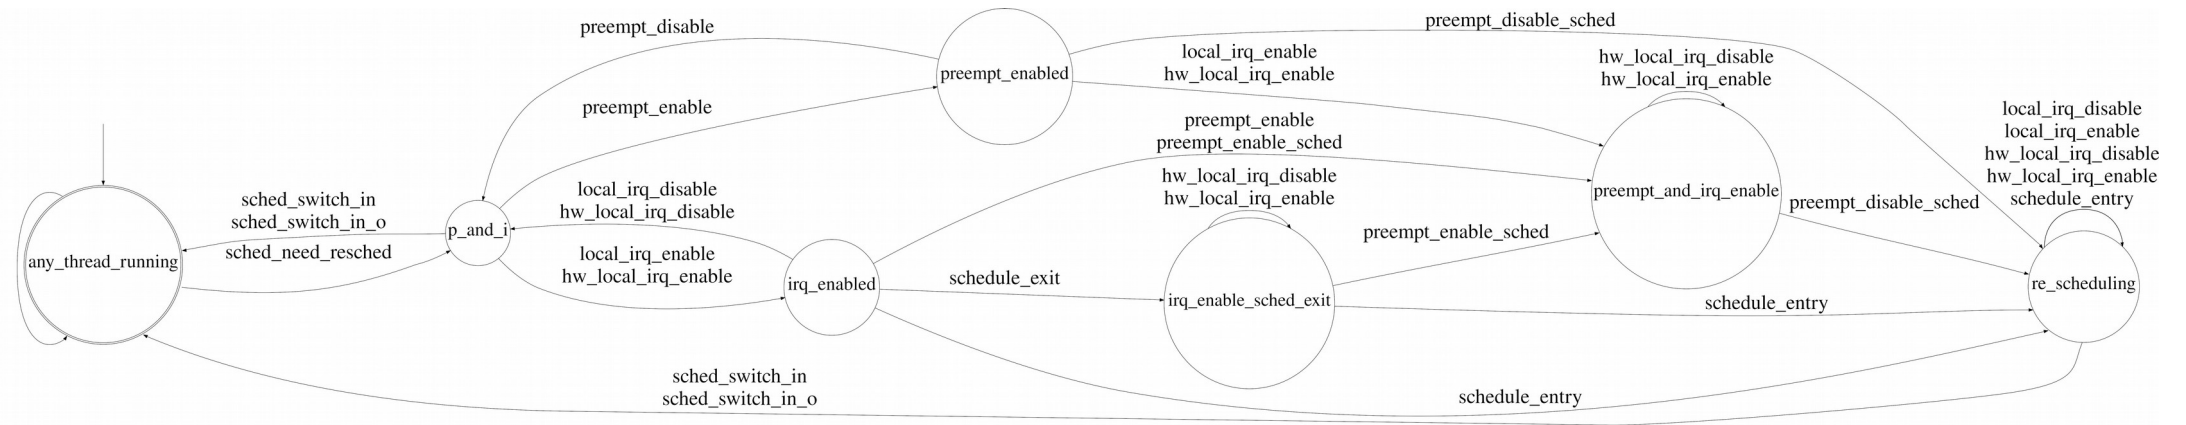 preempt_disable
preempt_disable_sched
local_irq_enable
hw_local_irq_enable
hw_local_irq_disable
hw_local_irq_enable
preempt_enabled
preempt_enable
preempt_enable
preempt_enable_sched
local_irq_disable
local_irq_enable
hw_local_irq_disable
hw_local_irq_enable
schedule_entry
sched_switch_in
sched_switch_in_o
sched_need_resched
local_irq_disable
hw_local_irq_disable
hw_local_irq_disable
hw_local_irq_enable
preempt_and_irq_enable
preempt_disable_sched
p_and_i
preempt_enable_sched
any_thread_running
local_irq_enable
hw_local_irq_enable
irq_enabled
schedule_exit
irq_enable_sched_exit
schedule_entry
re_scheduling
sched_switch_in
sched_switch_in_o
schedule_entry